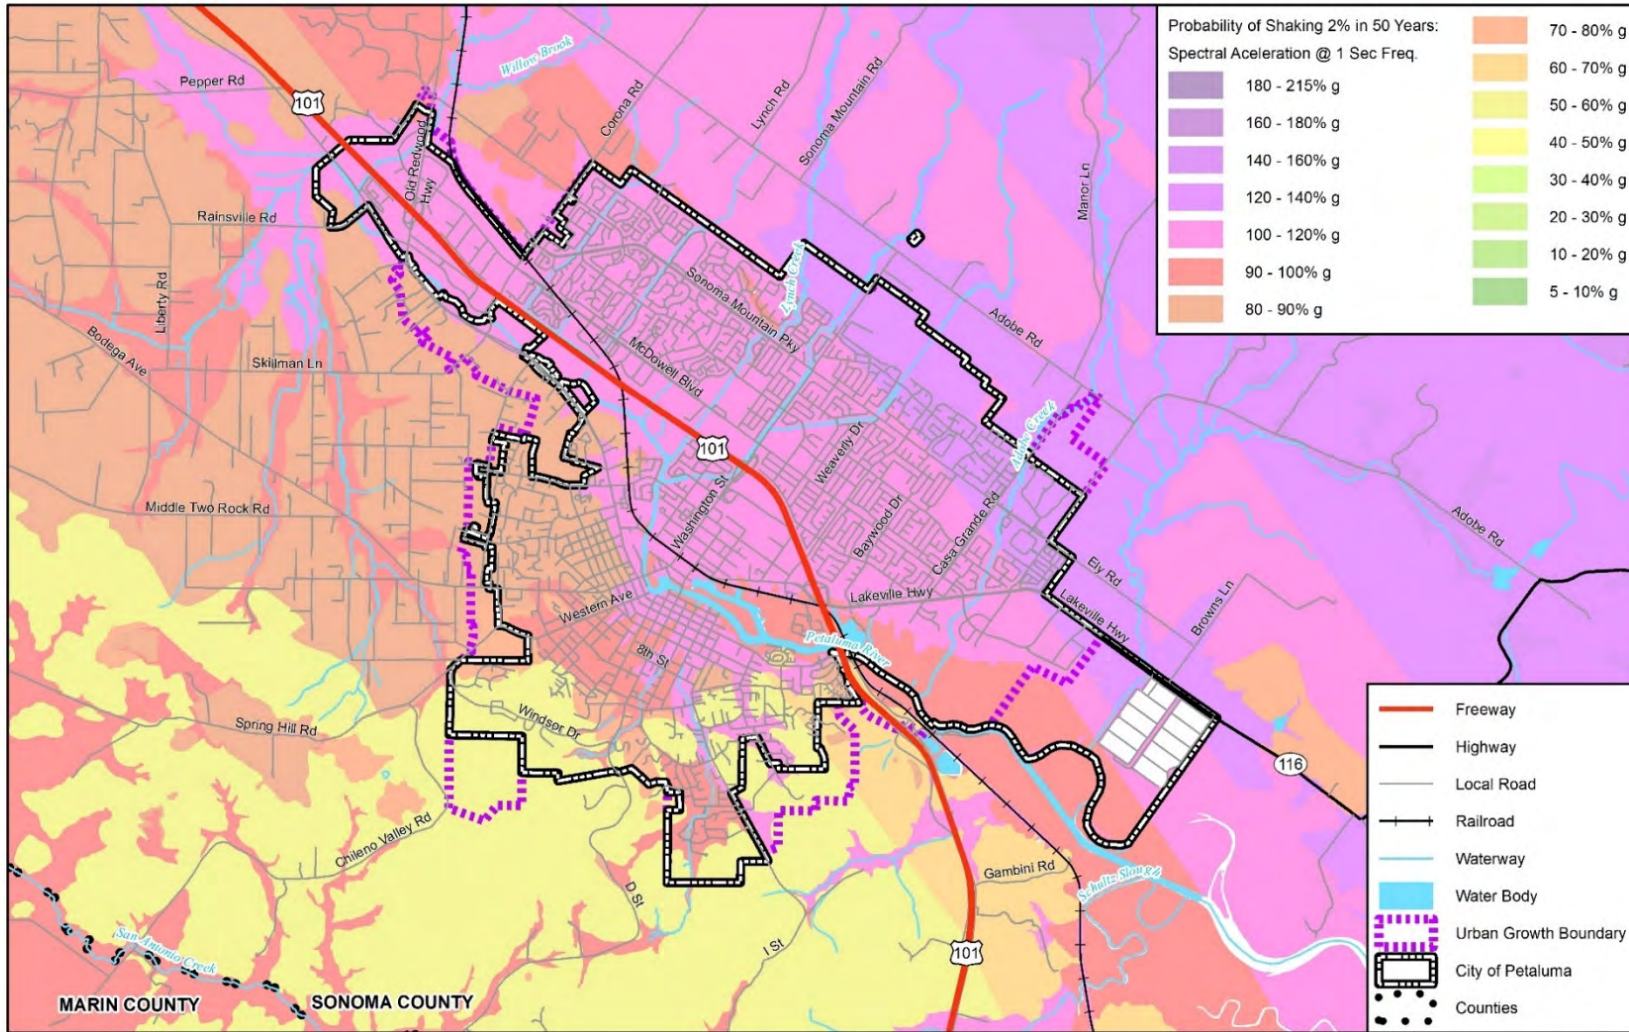 Probability of Shaking 2% in 50 Years:
Spectral Aceleration @ 1 Sec Freq.
180 - 215% g
160 - 180% g
140 - 160% g
120 - 140% g
100 - 120% g
90 - 100% g
80 - 90% g
70 - 80% g
60 - 70% g
50 - 60% g
40 - 50% g
30 - 40% g
20 - 30% g
10 - 20% g
5 - 10% g
Willow Brook
Pepper Rd
101
Corona Rd
Lynch Rd
Sonoma Mountain Rd
Old Redwood
Hwy
Manor Ln
Rainsville Rd
Liberty Rd
Lynch Creek
Sonoma Mountain Pky
Adobe Rd
Bodega Ave
Skillman Ln
McDowell Blvd
101
Adobe Creek
Weaverly Dr
Washington St
Middle Two Rock Rd
Baywood Dr
Casa Grande Rd
Adobe Rd
Ely Rd
Western Ave
Lakeville Hwy
Lakeville Hwy
Browns Ln
Petaluma River
8th St
Windsor Dr
Spring Hill Rd
116
Chileno Valley Rd
D St
Gambini Rd
Schultz Slough
I St
101
San Antonio Creek
MARIN COUNTY
SONOMA COUNTY
Freeway
Highway
Local Road
Railroad
Waterway
Water Body
Urban Growth Boundary
City of Petaluma
Counties